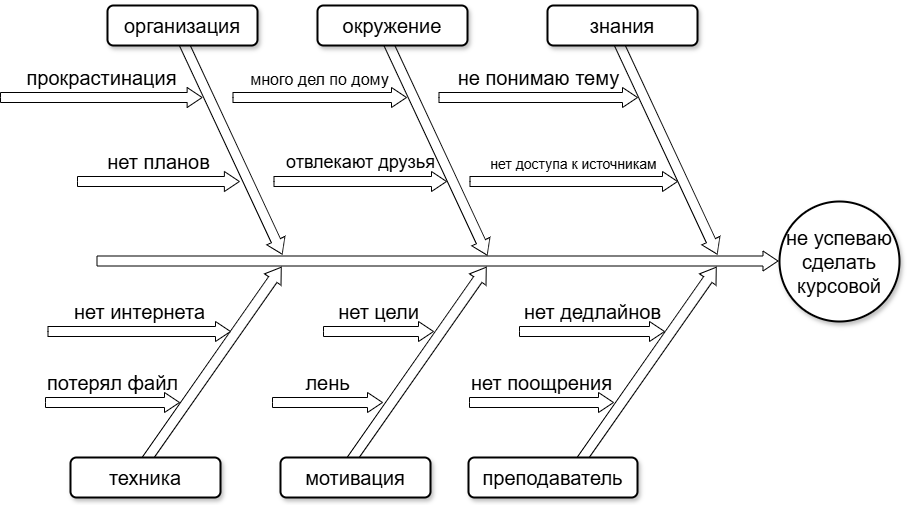 организация
окружение
знания
прокрастинация
много дел по дому
не понимаю тему
нет планов
отвлекают друзья
нет доступа к источникам
не успеваю
сделать
курсовой
нет интернета
нет цели
нет дедлайнов
потерял файл
лень
нет поощрения
техника
мотивация
преподаватель